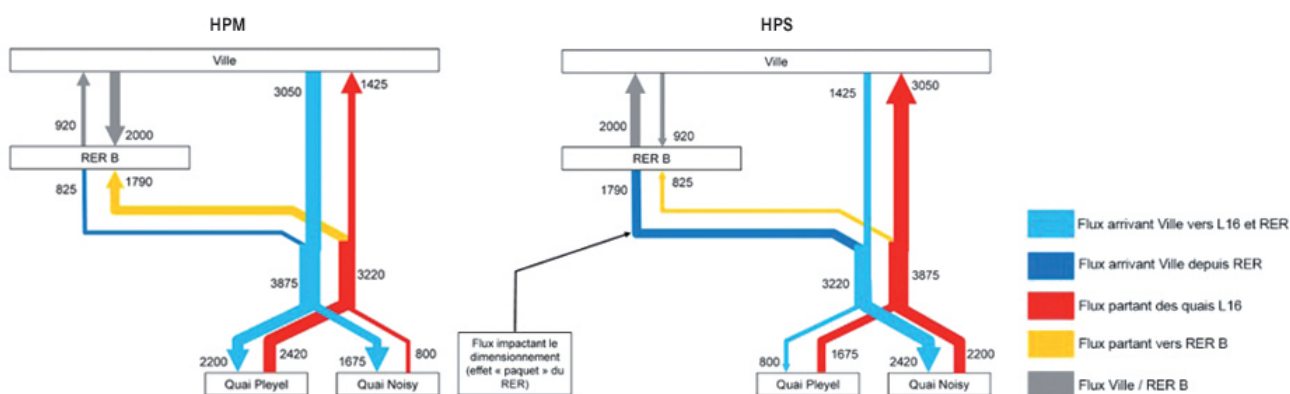 HPM
Ville
3050
1425
920
2000
RER B
825
1790
3875
3220
2200
2420
1675
800
Quai Pleyel
Quai Noisy
HPS
Ville
1425
3050
2000
920
RER B
1790
825
3220
3875
800
1675
2420
2200
Quai Pleyel
Quai Noisy
Flux impactant le
dimensionnement
(effet « paquet » du
RER)
Flux arrivant Ville vers L16 et RER
Flux arrivant Ville depuis RER
Flux partant des quais L16
Flux partant vers RER B
Flux Ville / RER B